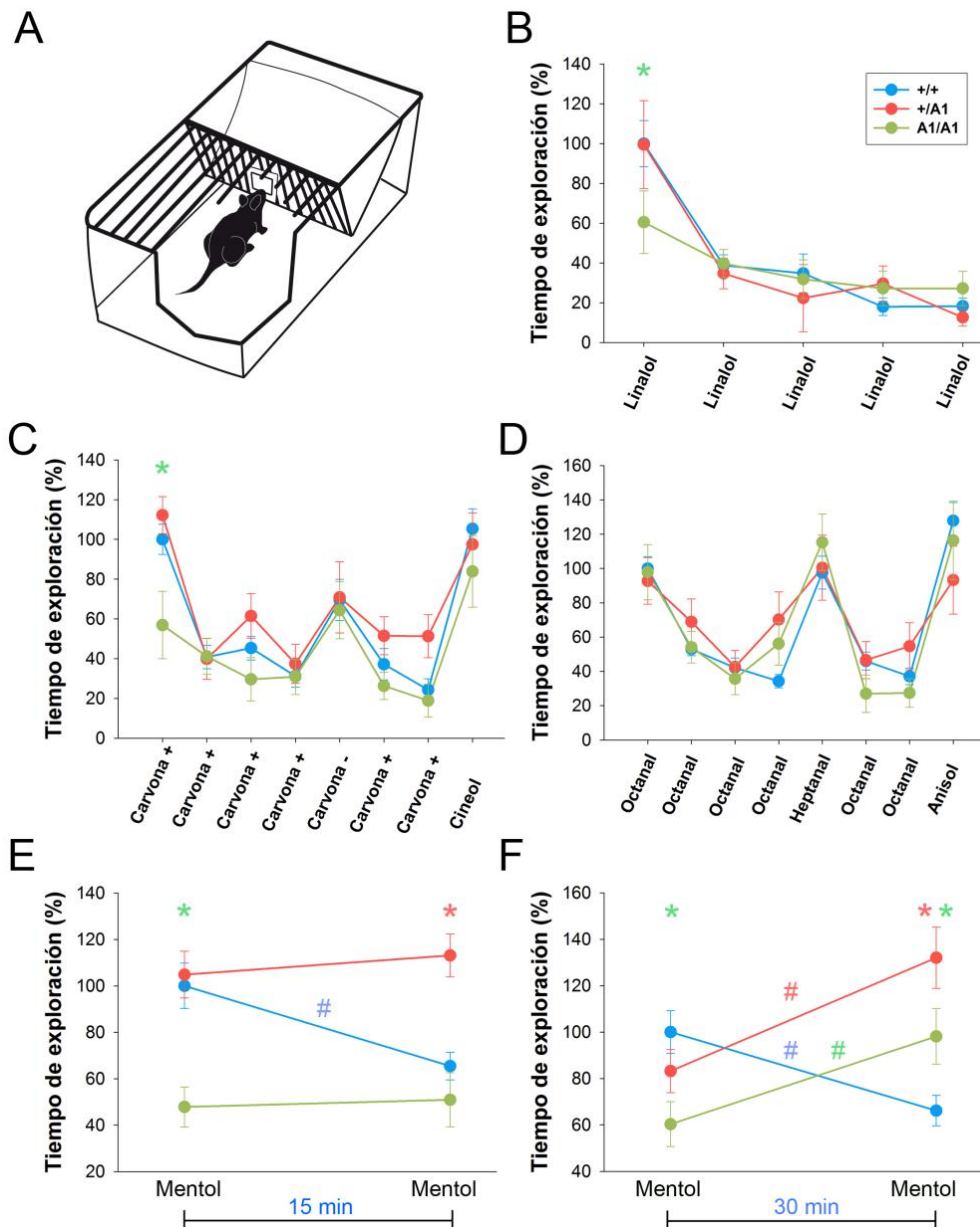 A
B
Tiempo de exploración (%)
140
120
100
80
60
40
20
0
*
+/+
+/A1
A1/A1
Linalol
Linalol
Linalol
Linalol
Linalol
C
Tiempo de exploración (%)
140
120
100
80
60
40
20
0
*
Carvona +
Carvona +
Carvona +
Carvona +
Carvona -
Carvona +
Carvona +
Cineol
D
Tiempo de exploración (%)
160
140
120
100
80
60
40
20
0
Octanal
Octanal
Octanal
Octanal
Heptanal
Octanal
Octanal
Anisol
E
Tiempo de exploración (%)
140
120
100
80
60
40
20
*
*
#
Mentol
Mentol
15 min
F
Tiempo de exploración (%)
160
140
120
100
80
60
40
*
* *
#
# #
Mentol
Mentol
30 min